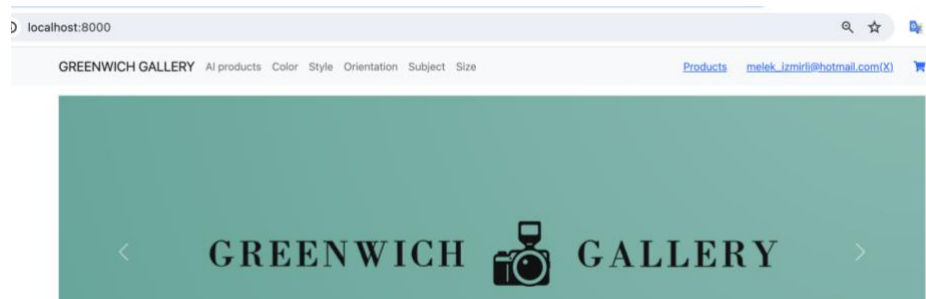 localhost:8000
GREENWICH GALLERY AI products Color Style Orientation Subject Size Products melek_izmirli@hotmail.com(X)
GREENWICH GALLERY